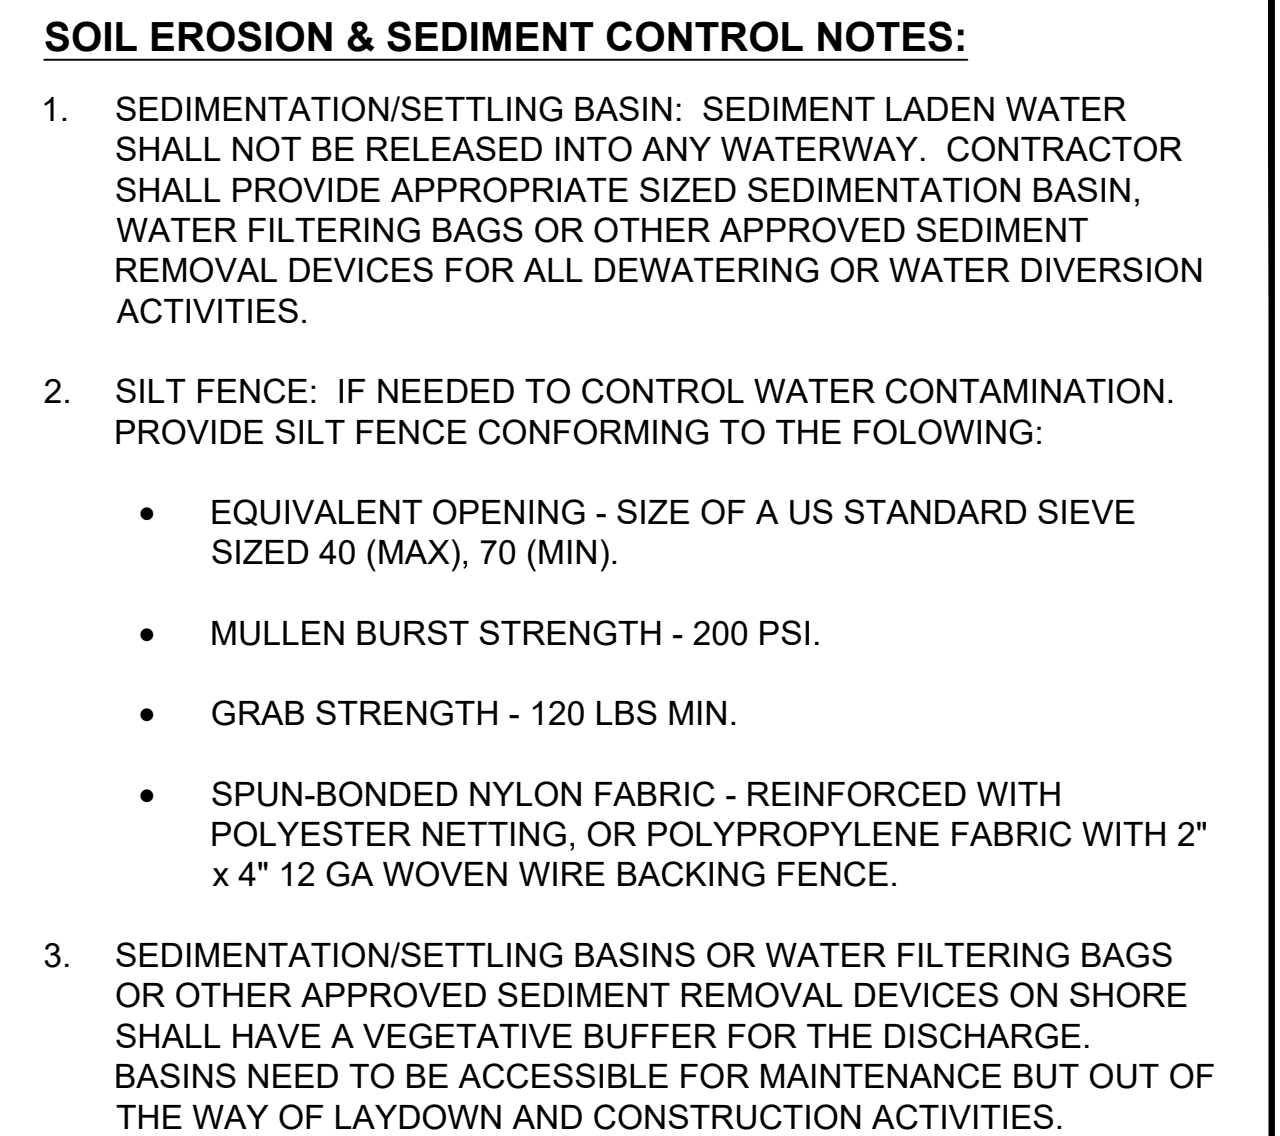 SOIL EROSION & SEDIMENT CONTROL NOTES:
1. SEDIMENTATION/SETTLING BASIN: SEDIMENT LADEN WATER
SHALL NOT BE RELEASED INTO ANY WATERWAY. CONTRACTOR
SHALL PROVIDE APPROPRIATE SIZED SEDIMENTATION BASIN,
WATER FILTERING BAGS OR OTHER APPROVED SEDIMENT
REMOVAL DEVICES FOR ALL DEWATERING OR WATER DIVERSION
ACTIVITIES.
2. SILT FENCE: IF NEEDED TO CONTROL WATER CONTAMINATION.
PROVIDE SILT FENCE CONFORMING TO THE FOLOWING:
• EQUIVALENT OPENING - SIZE OF A US STANDARD SIEVE
SIZED 40 (MAX), 70 (MIN).
• MULLEN BURST STRENGTH - 200 PSI.
• GRAB STRENGTH - 120 LBS MIN.
• SPUN-BONDED NYLON FABRIC - REINFORCED WITH
POLYESTER NETTING, OR POLYPROPYLENE FABRIC WITH 2"
x 4" 12 GA WOVEN WIRE BACKING FENCE.
3. SEDIMENTATION/SETTLING BASINS OR WATER FILTERING BAGS
OR OTHER APPROVED SEDIMENT REMOVAL DEVICES ON SHORE
SHALL HAVE A VEGETATIVE BUFFER FOR THE DISCHARGE.
BASINS NEED TO BE ACCESSIBLE FOR MAINTENANCE BUT OUT OF
THE WAY OF LAYDOWN AND CONSTRUCTION ACTIVITIES.